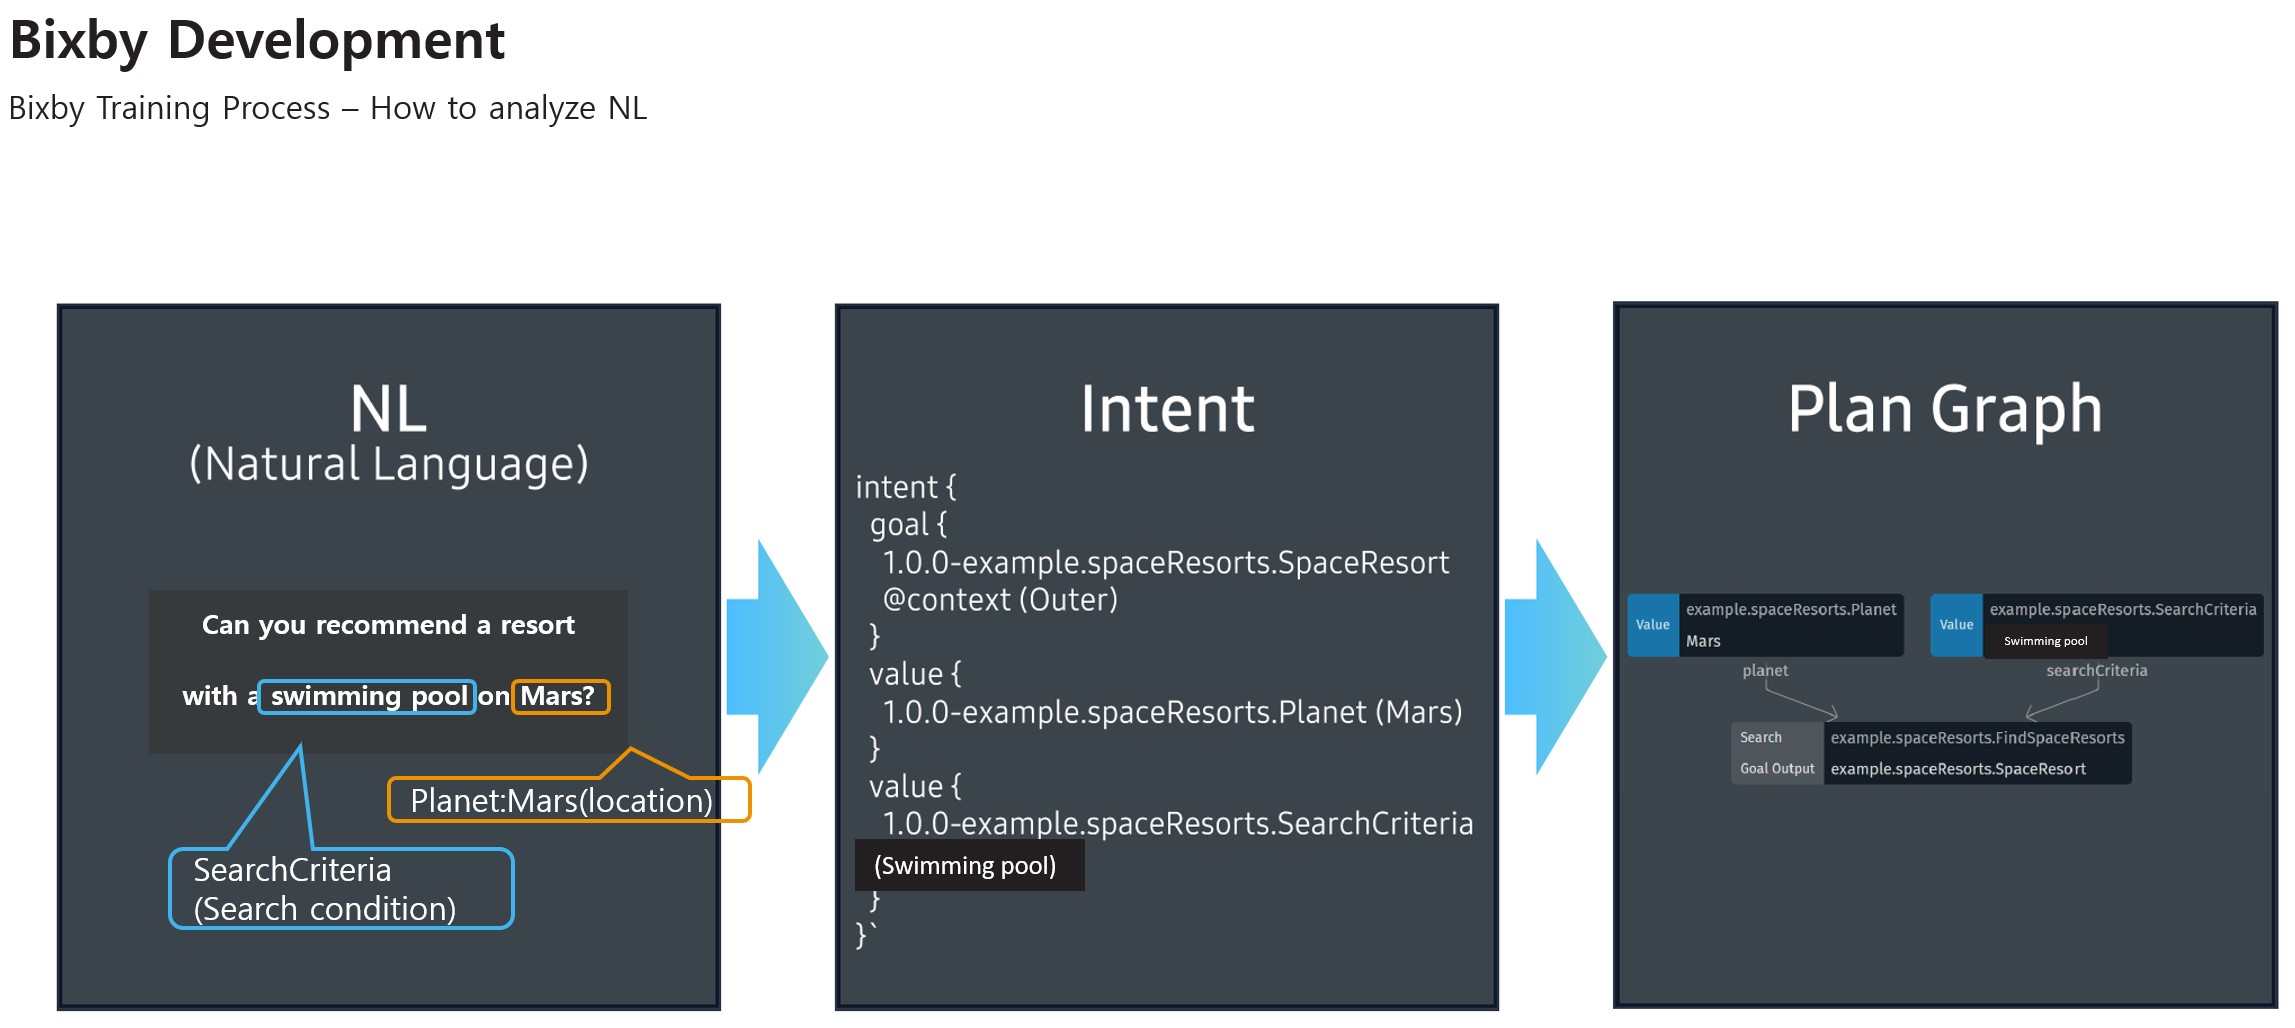 Bixby Development
Bixby Training Process – How to analyze NL
NL
(Natural Language)
Can you recommend a resort
with a swimming pool on Mars?
Planet:Mars(location)
SearchCriteria
(Search condition)
Intent
intent {
goal {
1.0.0-example.spaceResorts.SpaceResort
@context (Outer)
}
value {
1.0.0-example.spaceResorts.Planet (Mars)
}
value {
1.0.0-example.spaceResorts.SearchCriteria
(Swimming pool)
}
}`
Plan Graph
Value
example.spaceResorts.Planet
Mars
Value
example.spaceResorts.SearchCriteria
Swimming pool
planet
searchCriteria
Search
example.spaceResorts.FindSpaceResorts
Goal Output
example.spaceResorts.SpaceResort